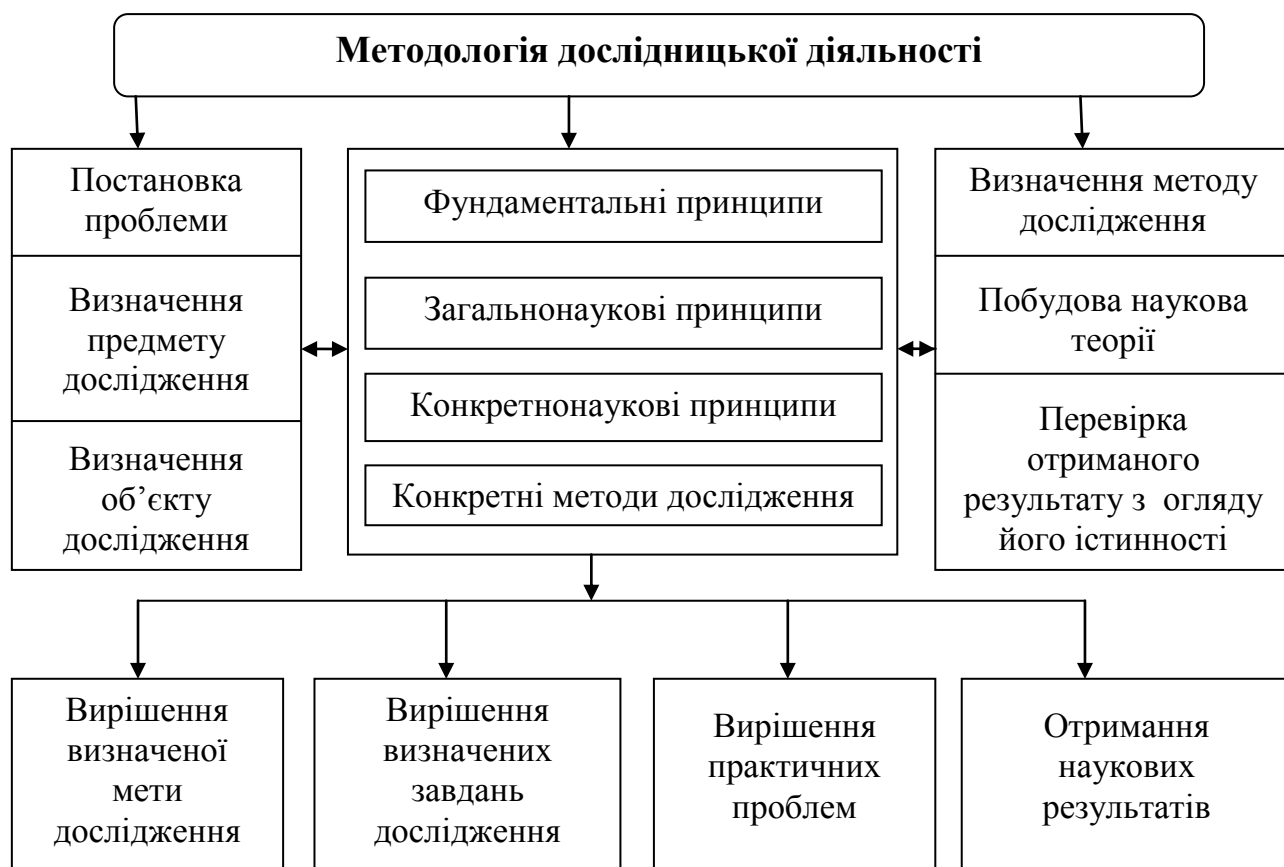 Методологія дослідницької діяльності
Постановка
проблеми
Визначення
предмету
дослідження
Визначення
об’єкту
дослідження
Фундаментальні принципи
Загальнонаукові принципи
Конкретнонаукові принципи
Конкретні методи дослідження
Визначення методу
дослідження
Побудова наукова
теорії
Перевірка
отриманого
результату з огляду
його істинності
Вирішення
визначеної
мети
дослідження
Вирішення
визначених
завдань
дослідження
Вирішення
практичних
проблем
Отримання
наукових
результатів